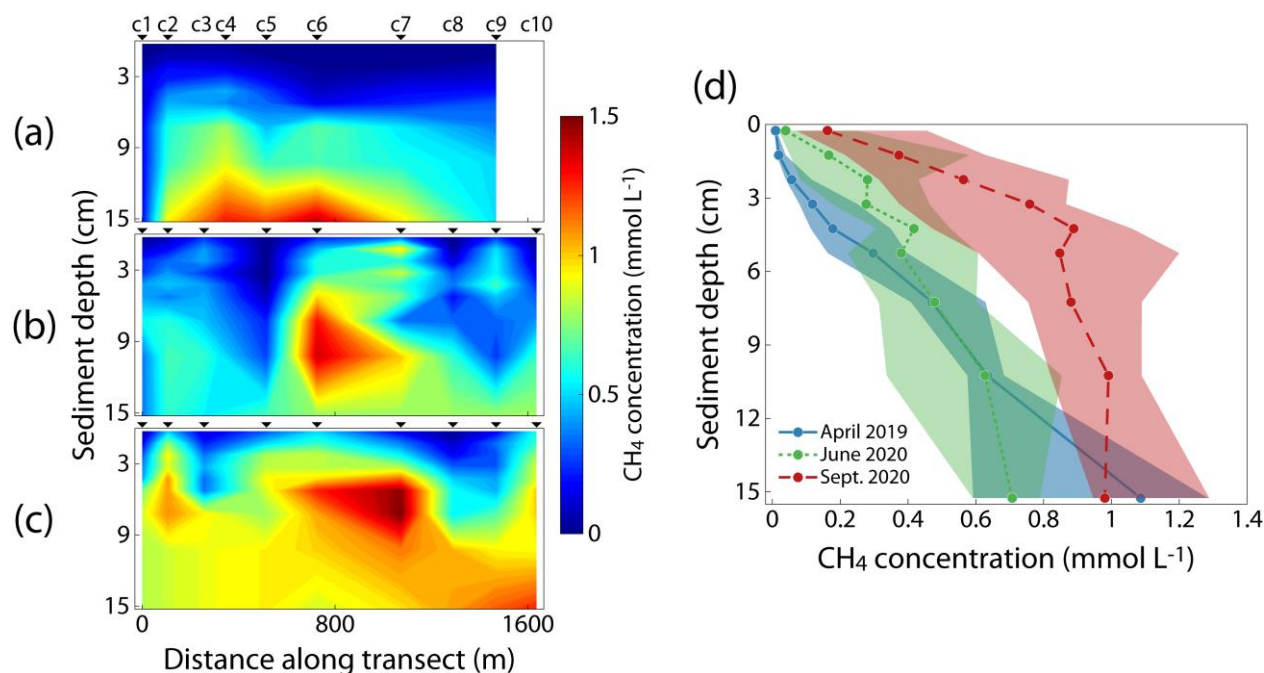 c1 c2 c3 c4 c5 c6 c7 c8 c9 c10
(a)
3
9
15
(b)
3
9
15
(c)
3
9
15
Sediment depth (cm)
0 800 1600
Distance along transect (m)
1.5
1
0.5
0
CH₄ concentration (mmol L⁻¹)
(d)
0
3
6
9
12
15
Sediment depth (cm)
April 2019
June 2020
Sept. 2020
0 0.2 0.4 0.6 0.8 1 1.2 1.4
CH₄ concentration (mmol L⁻¹)